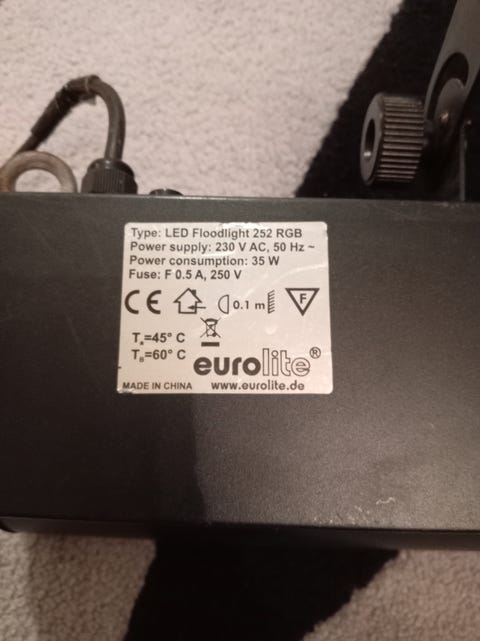 Type: LED Floodlight 252 RGB
Power supply: 230 V AC, 50 Hz ~
Power consumption: 35 W
Fuse: F 0.5 A, 250 V
CE 0.1 m F
Ta=45° C
TB=60° C
eurolite®
MADE IN CHINA www.eurolite.de